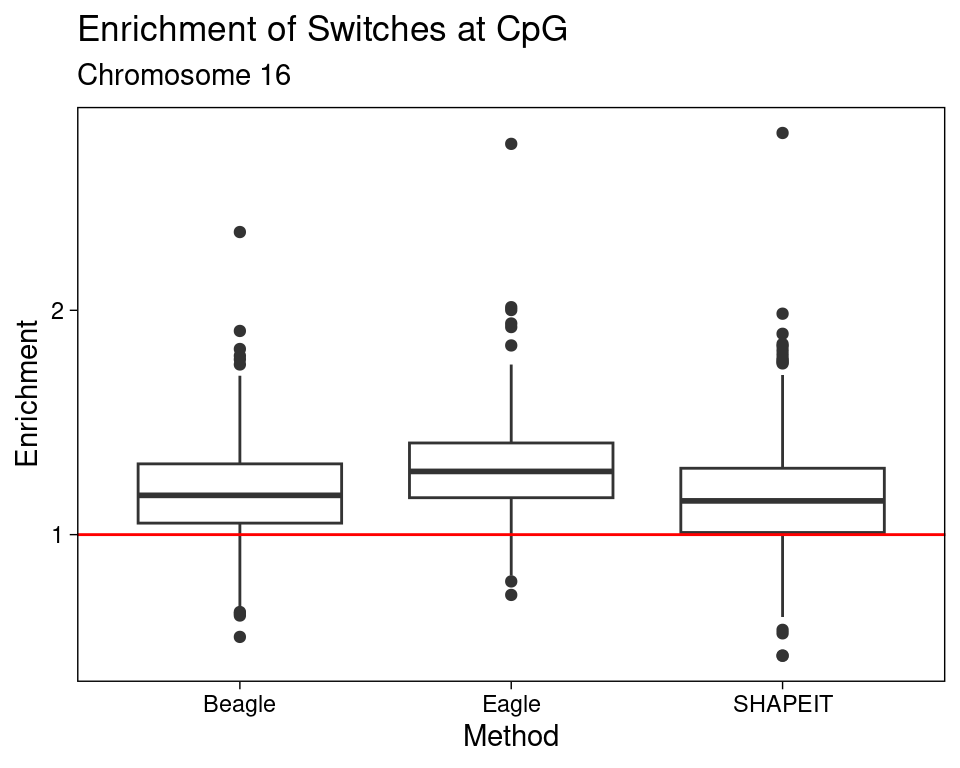 Enrichment of Switches at CpG
Chromosome 16
Enrichment
2
1
Beagle
Eagle
SHAPEIT
Method